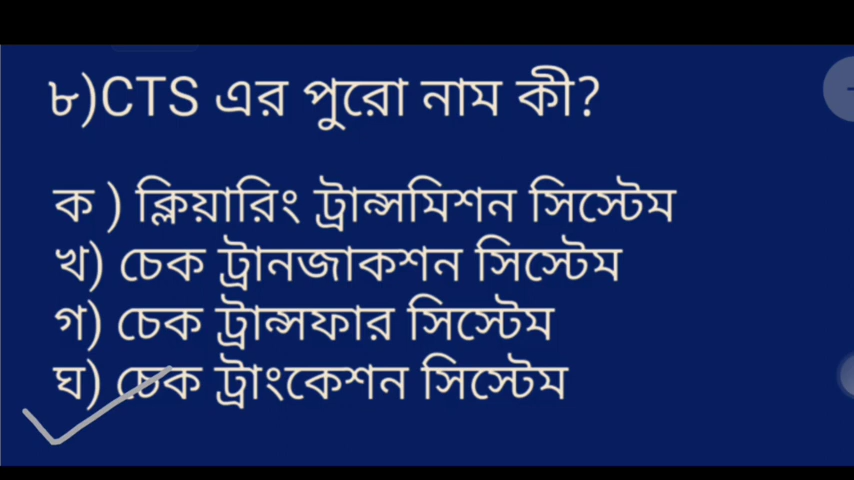 ৮)CTS এর পুরো নাম কী?
ক ) ক্লিয়ারিং ট্রান্সমিশন সিস্টেম
খ) চেক ট্রানজাকশন সিস্টেম
গ) চেক ট্রান্সফার সিস্টেম
ঘ) চেক ট্রাংকেশন সিস্টেম